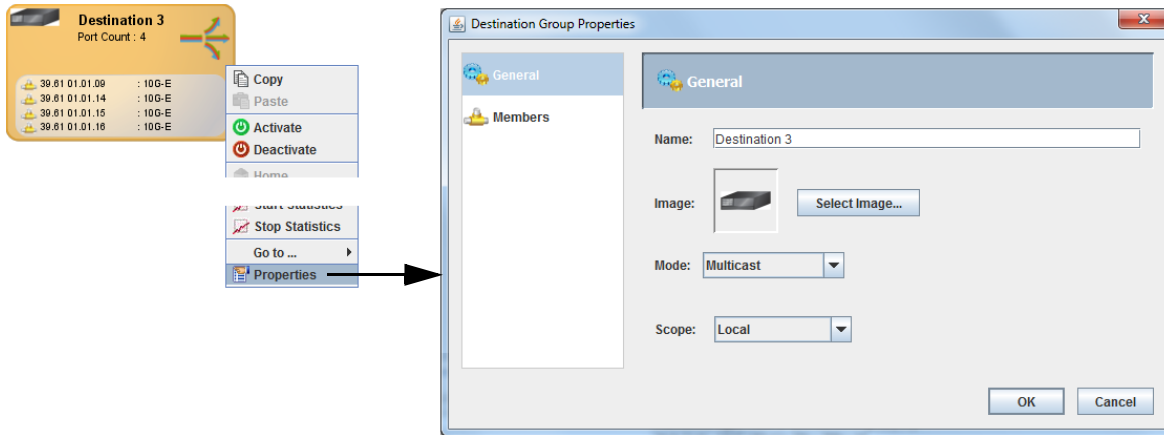 Destination 3
Port Count : 4
39.61 01.01.09 : 10G-E
39.61 01.01.14 : 10G-E
39.61 01.01.15 : 10G-E
39.61 01.01.16 : 10G-E
Copy
Paste
Activate
Deactivate
Home
Start Statistics
Stop Statistics
Go to ...
Properties
Destination Group Properties
General
Members
General
Name: Destination 3
Image: Select Image...
Mode: Multicast
Scope: Local
OK Cancel